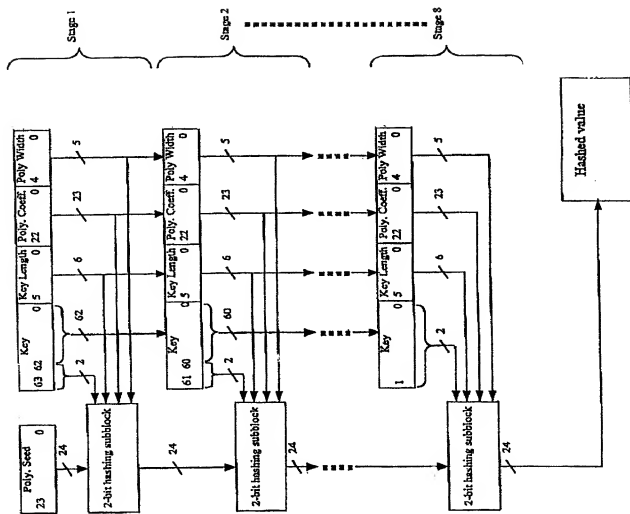 Poly. Seed
23 0
Key
63 62 0
Key Length
5 0
Poly. Coeff.
22 0
Poly Width
4 0
Stage 1
24
2
62
6
23
5
2-bit hashing subblock
24
Key
61 60 0
Key Length
5 0
Poly. Coeff.
22 0
Poly Width
4 0
Stage 2
2
60
6
23
5
2-bit hashing subblock
24
Key
1 0
Key Length
5 0
Poly. Coeff.
22 0
Poly Width
4 0
Stage 8
2
6
23
5
2-bit hashing subblock
24
Hashed value